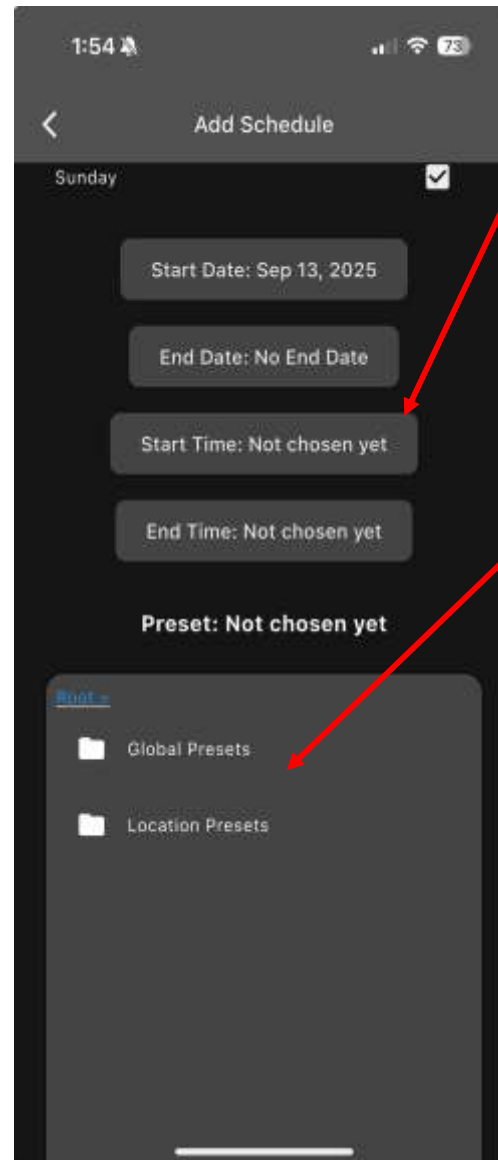 1:54
73
Add Schedule
Sunday
Start Date: Sep 13, 2025
End Date: No End Date
Start Time: Not chosen yet
End Time: Not chosen yet
Preset: Not chosen yet
Root >
Global Presets
Location Presets